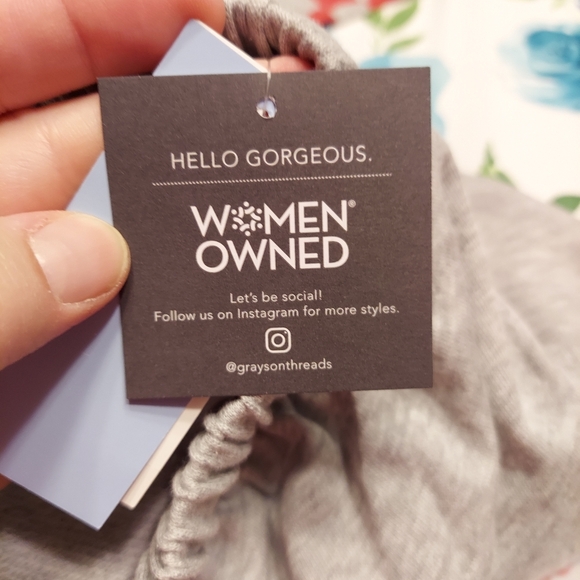 HELLO GORGEOUS.
WOMEN®
OWNED
Let's be social!
Follow us on Instagram for more styles.
@graysonthreads